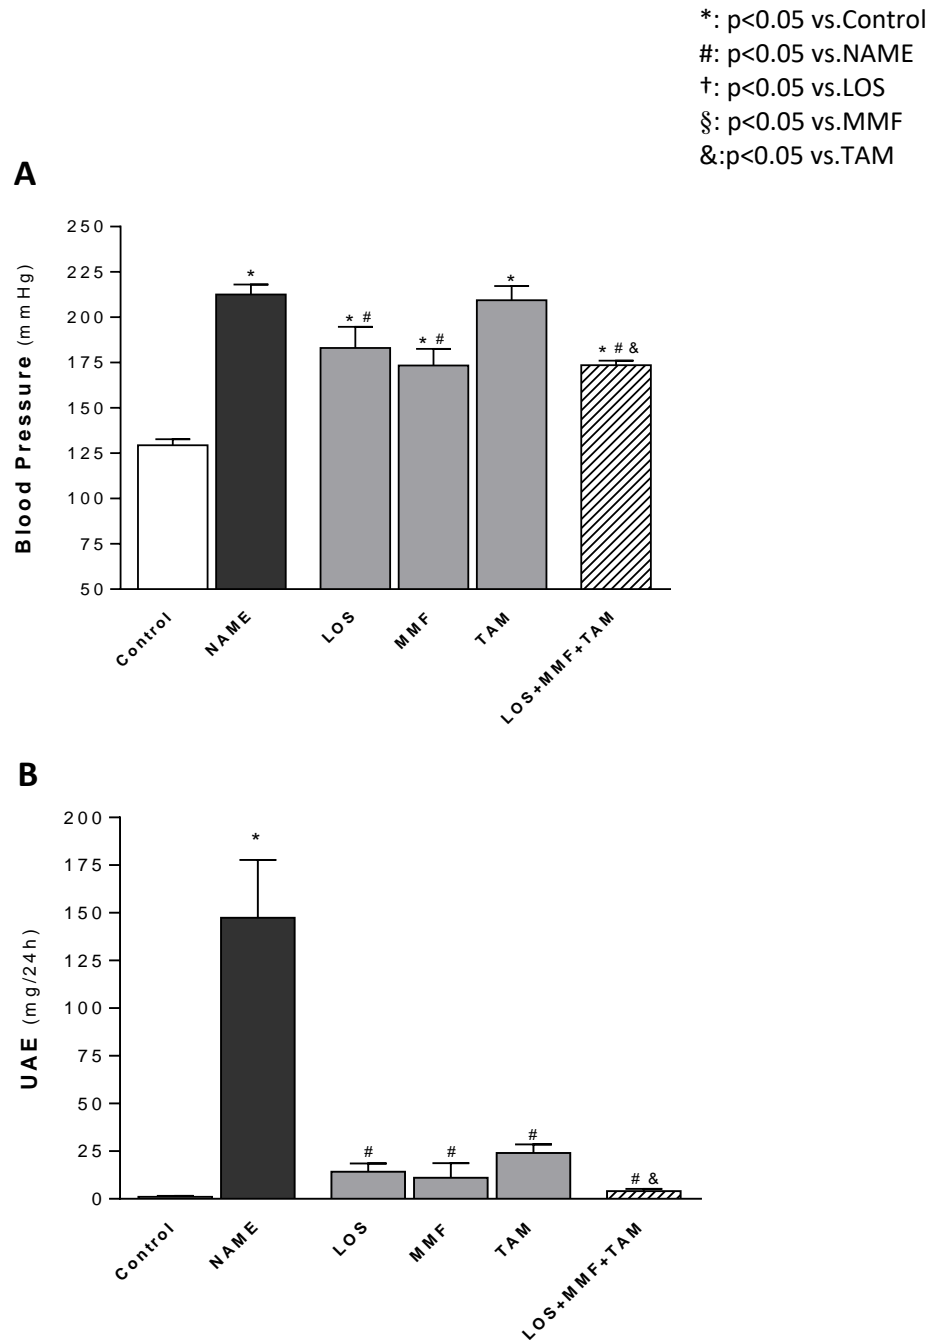 *: p<0.05 vs.Control
#: p<0.05 vs.NAME
†: p<0.05 vs.LOS
§: p<0.05 vs.MMF
&:p<0.05 vs.TAM
A
Blood Pressure (mmHg)
250
225
200
175
150
125
100
75
50
*
* #
* #
*
* # &
Control
NAME
LOS
MMF
TAM
LOS+MMF+TAM
B
UAE (mg/24h)
200
175
150
125
100
75
50
25
0
*
#
#
#
# &
Control
NAME
LOS
MMF
TAM
LOS+MMF+TAM